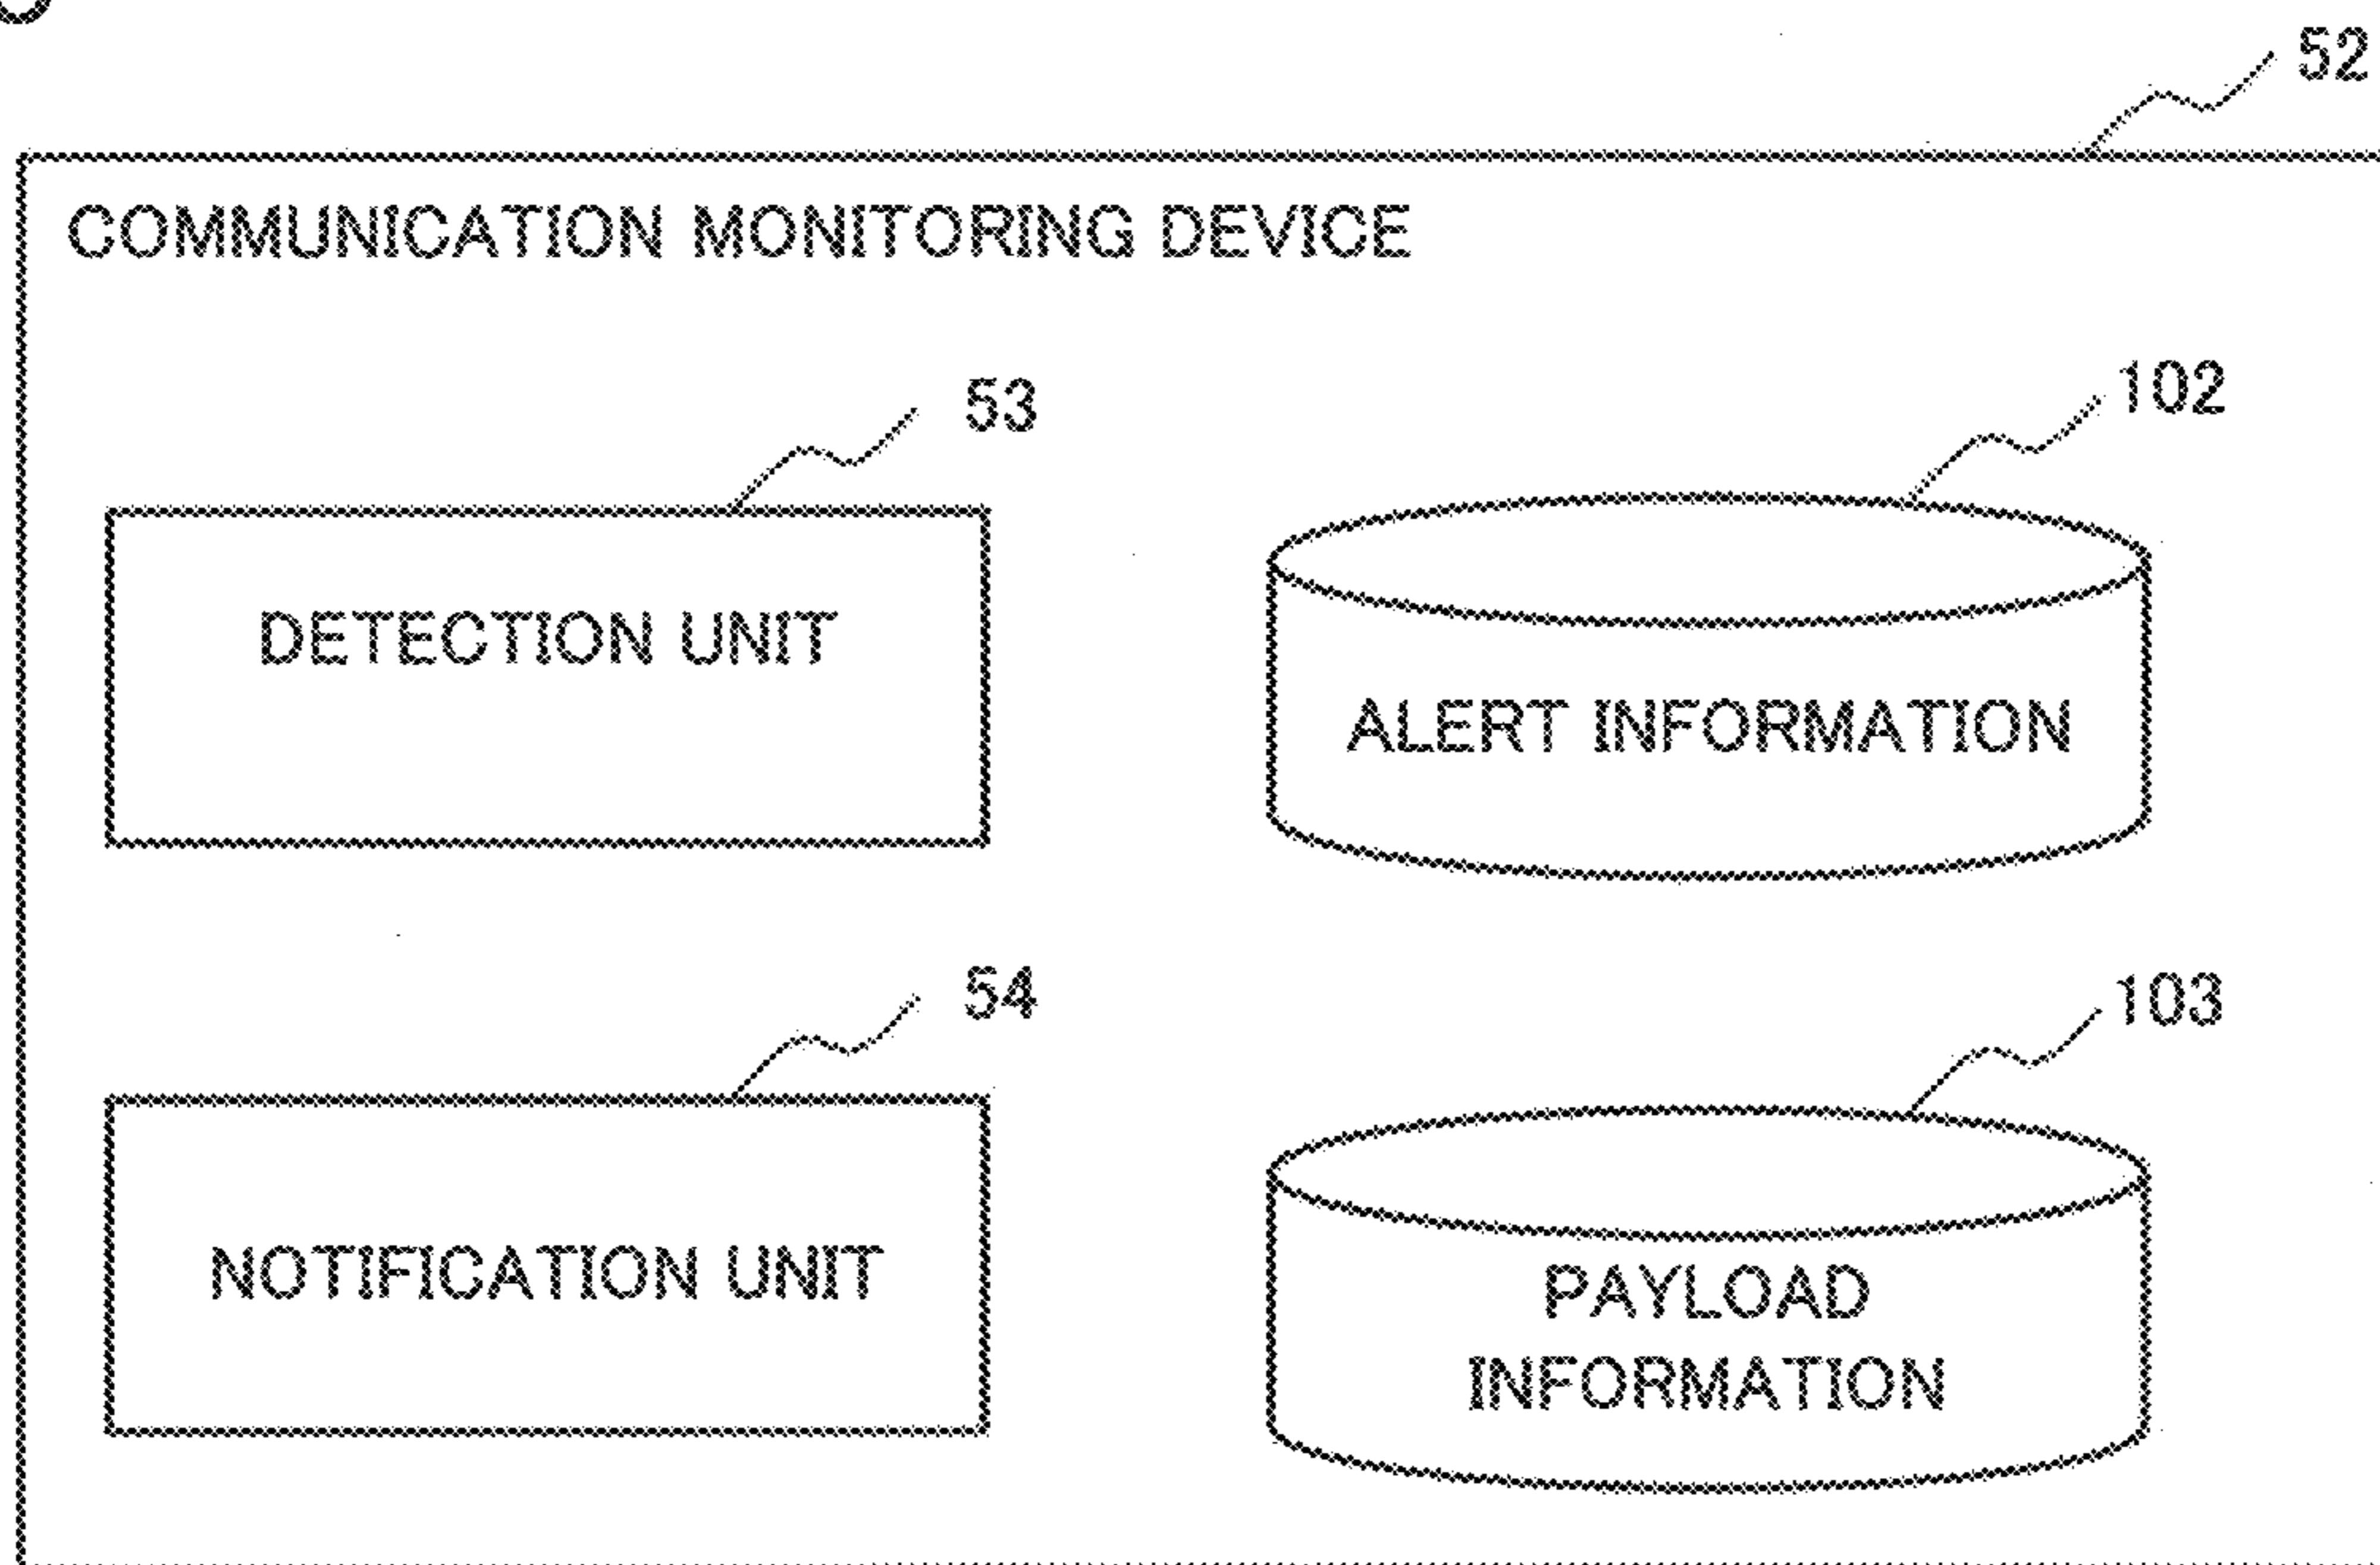 52
COMMUNICATION MONITORING DEVICE
53
102
DETECTION UNIT
ALERT INFORMATION
54
103
NOTIFICATION UNIT
PAYLOAD
INFORMATION